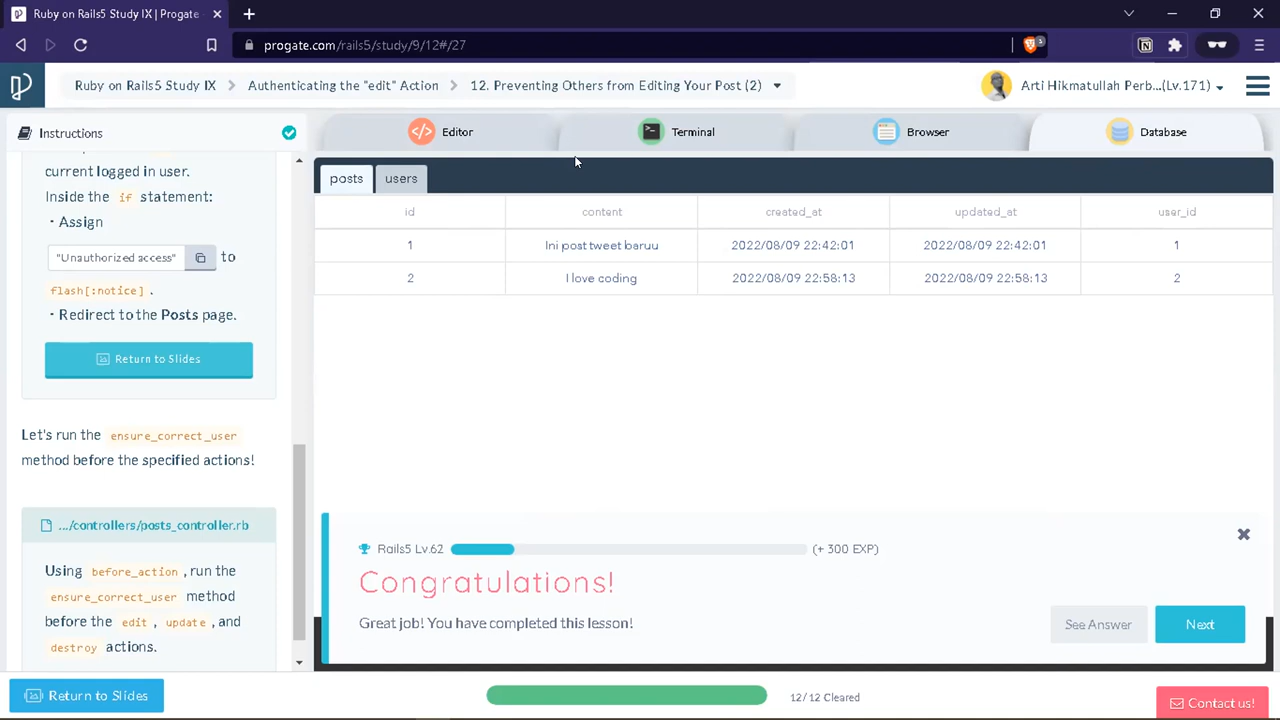 Ruby on Rails5 Study IX | Progate
progate.com/rails5/study/9/12#/27
Ruby on Rails5 Study IX
Authenticating the "edit" Action
12. Preventing Others from Editing Your Post (2)
Arti Hikmatullah Perb...(Lv.171)
Instructions
Editor
Terminal
Browser
Database
current logged in user.
Inside the if statement:
・Assign
"Unauthorized access" to
flash[:notice].
・Redirect to the Posts page.
Return to Slides
Let's run the ensure_correct_user
method before the specified actions!
.../controllers/posts_controller.rb
Using before_action, run the
ensure_correct_user method
before the edit, update, and
destroy actions.
posts users
id content created_at updated_at user_id
1 Ini post tweet baruu 2022/08/09 22:42:01 2022/08/09 22:42:01 1
2 I love coding 2022/08/09 22:58:13 2022/08/09 22:58:13 2
Rails5 Lv.62 (+ 300 EXP)
Congratulations!
Great job! You have completed this lesson!
See Answer
Next
Return to Slides
12/12 Cleared
Contact us!